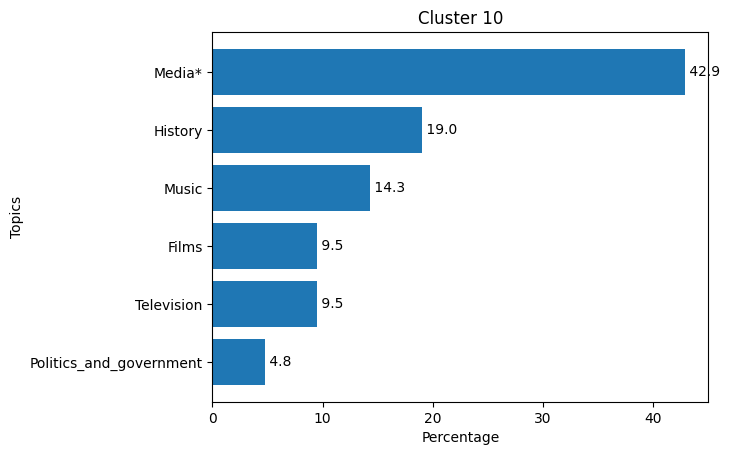 Cluster 10
Media* 42.9
History 19.0
Music 14.3
Films 9.5
Television 9.5
Politics_and_government 4.8
Topics
0 10 20 30 40
Percentage